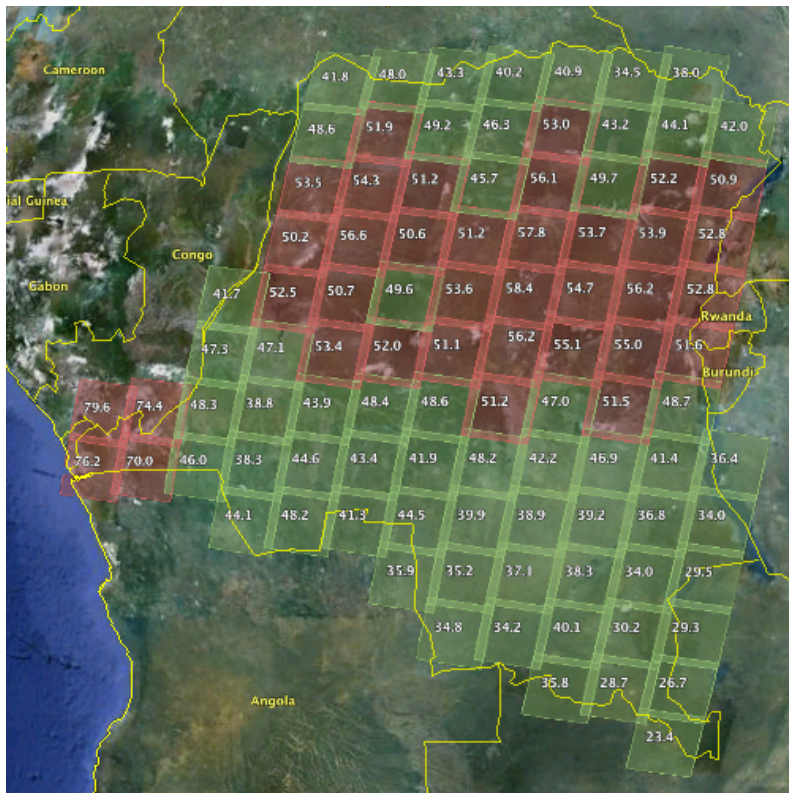 Cameroon
41.8 48.0 43.3 40.2 40.9 34.5 38.0
48.6 51.9 49.2 46.3 53.0 43.2 44.1 42.0
53.5 54.3 51.2 45.7 56.1 49.7 52.2 50.9
ial Guinea
50.2 56.6 50.6 51.2 57.8 53.7 53.9 52.8
Congo
Gabon
41.7 52.5 50.7 49.6 53.6 58.4 54.7 56.2 52.8
Rwanda
47.3 47.1 53.4 52.0 51.1 56.2 55.1 55.0 51.6
Burundi
79.6 74.4 48.3 38.8 43.9 48.4 48.6 51.2 47.0 51.5 48.7
76.2 70.0 46.0 38.3 44.6 43.4 41.9 48.2 42.2 46.9 41.4 36.4
44.1 48.2 41.3 44.5 39.9 38.9 39.2 36.8 34.0
35.9 35.2 37.1 38.3 34.0 29.5
34.8 34.2 40.1 30.2 29.3
35.8 28.7 26.7
Angola
23.4